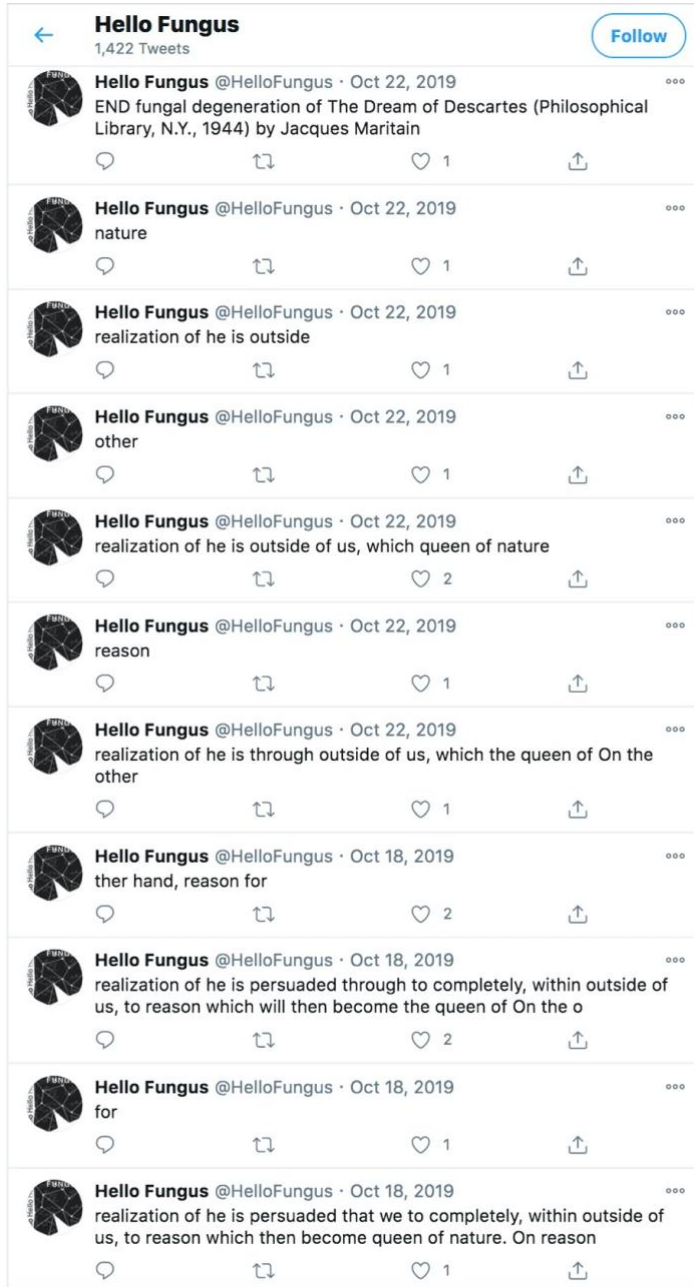 Hello Fungus
1,422 Tweets
Follow
Hello Fungus @HelloFungus · Oct 22, 2019
END fungal degeneration of The Dream of Descartes (Philosophical
Library, N.Y., 1944) by Jacques Maritain
1
Hello Fungus @HelloFungus · Oct 22, 2019
nature
1
Hello Fungus @HelloFungus · Oct 22, 2019
realization of he is outside
1
Hello Fungus @HelloFungus · Oct 22, 2019
other
1
Hello Fungus @HelloFungus · Oct 22, 2019
realization of he is outside of us, which queen of nature
2
Hello Fungus @HelloFungus · Oct 22, 2019
reason
1
Hello Fungus @HelloFungus · Oct 22, 2019
realization of he is through outside of us, which the queen of On the
other
1
Hello Fungus @HelloFungus · Oct 18, 2019
ther hand, reason for
2
Hello Fungus @HelloFungus · Oct 18, 2019
realization of he is persuaded through to completely, within outside of
us, to reason which will then become the queen of On the o
2
Hello Fungus @HelloFungus · Oct 18, 2019
for
1
Hello Fungus @HelloFungus · Oct 18, 2019
realization of he is persuaded that we to completely, within outside of
us, to reason which then become queen of nature. On reason
1